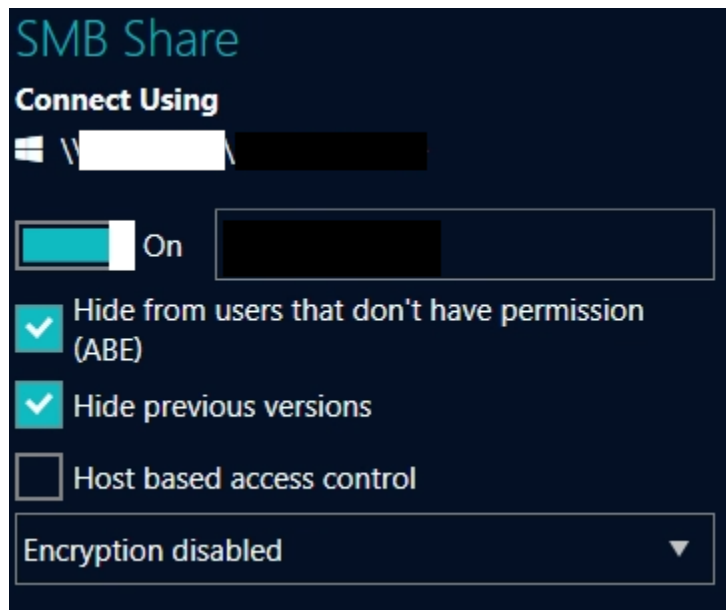 SMB Share
Connect Using
\\ \
On
Hide from users that don't have permission
(ABE)
Hide previous versions
Host based access control
Encryption disabled